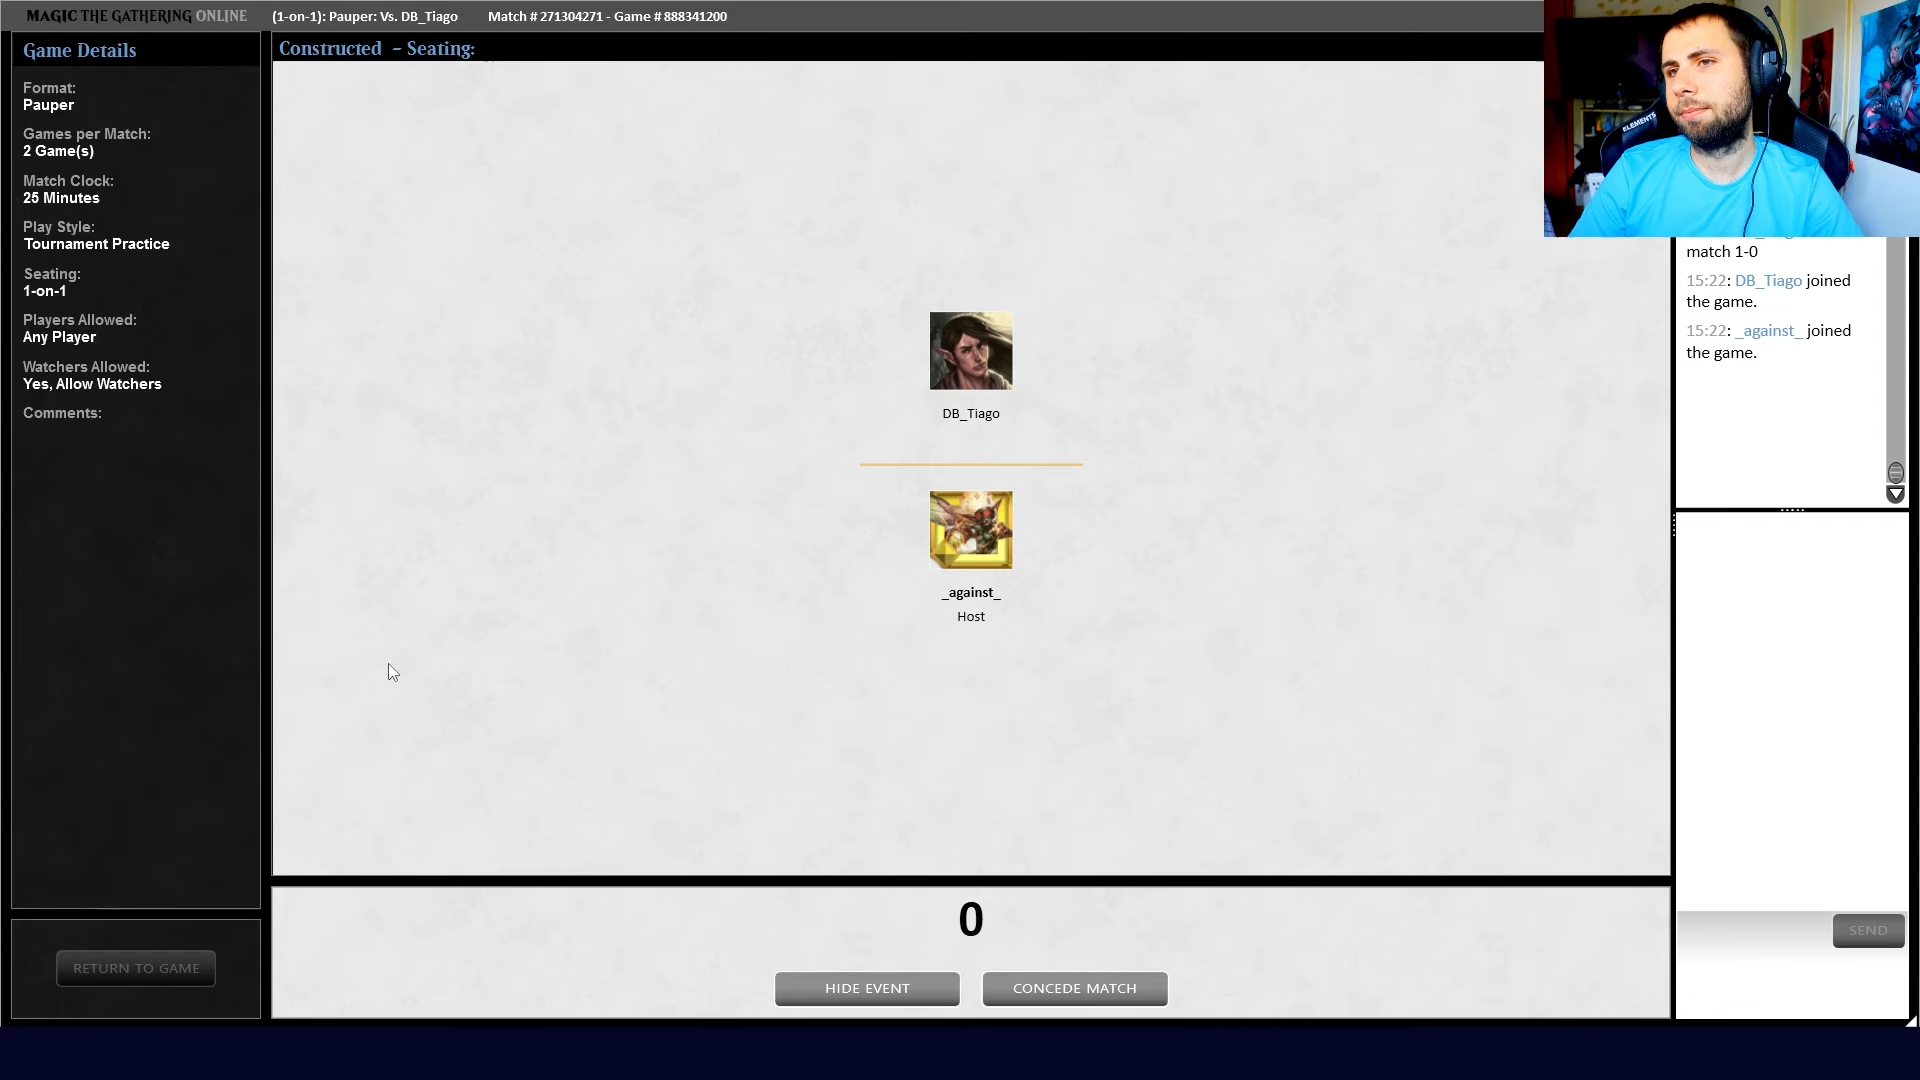 MAGIC THE GATHERING ONLINE
(1-on-1): Pauper: Vs. DB_Tiago
Match # 271304271 - Game # 888341200
Game Details
Format:
Pauper
Games per Match:
2 Game(s)
Match Clock:
25 Minutes
Play Style:
Tournament Practice
Seating:
1-on-1
Players Allowed:
Any Player
Watchers Allowed:
Yes, Allow Watchers
Comments:
RETURN TO GAME
Constructed - Seating:
DB_Tiago
_against_
Host
0
HIDE EVENT
CONCEDE MATCH
ELEMENTS
match 1-0
15:22: DB_Tiago joined
the game.
15:22: _against_ joined
the game.
SEND